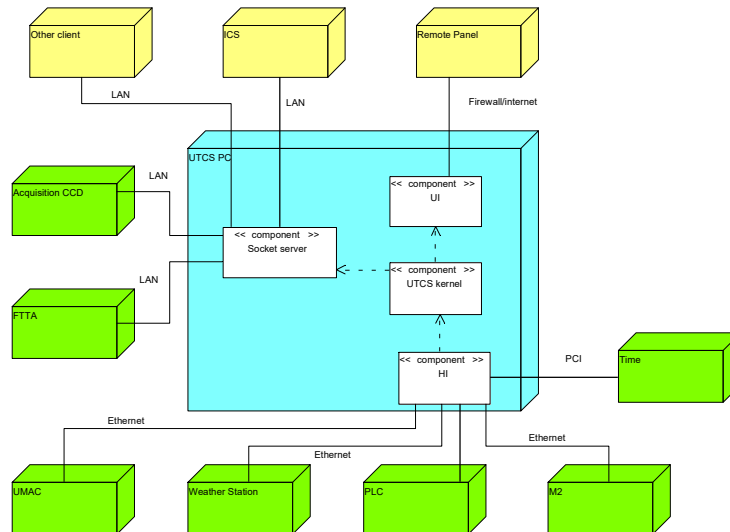 Other client
ICS
Remote Panel
LAN
LAN
Firewall/internet
UTCS PC
LAN
Acquisition CCD
<< component >>
UI
<< component >>
Socket server
<< component >>
UTCS kernel
LAN
FTTA
<< component >>
HI
PCI
Time
Ethernet
Ethernet
Ethernet
UMAC
Weather Station
PLC
M2